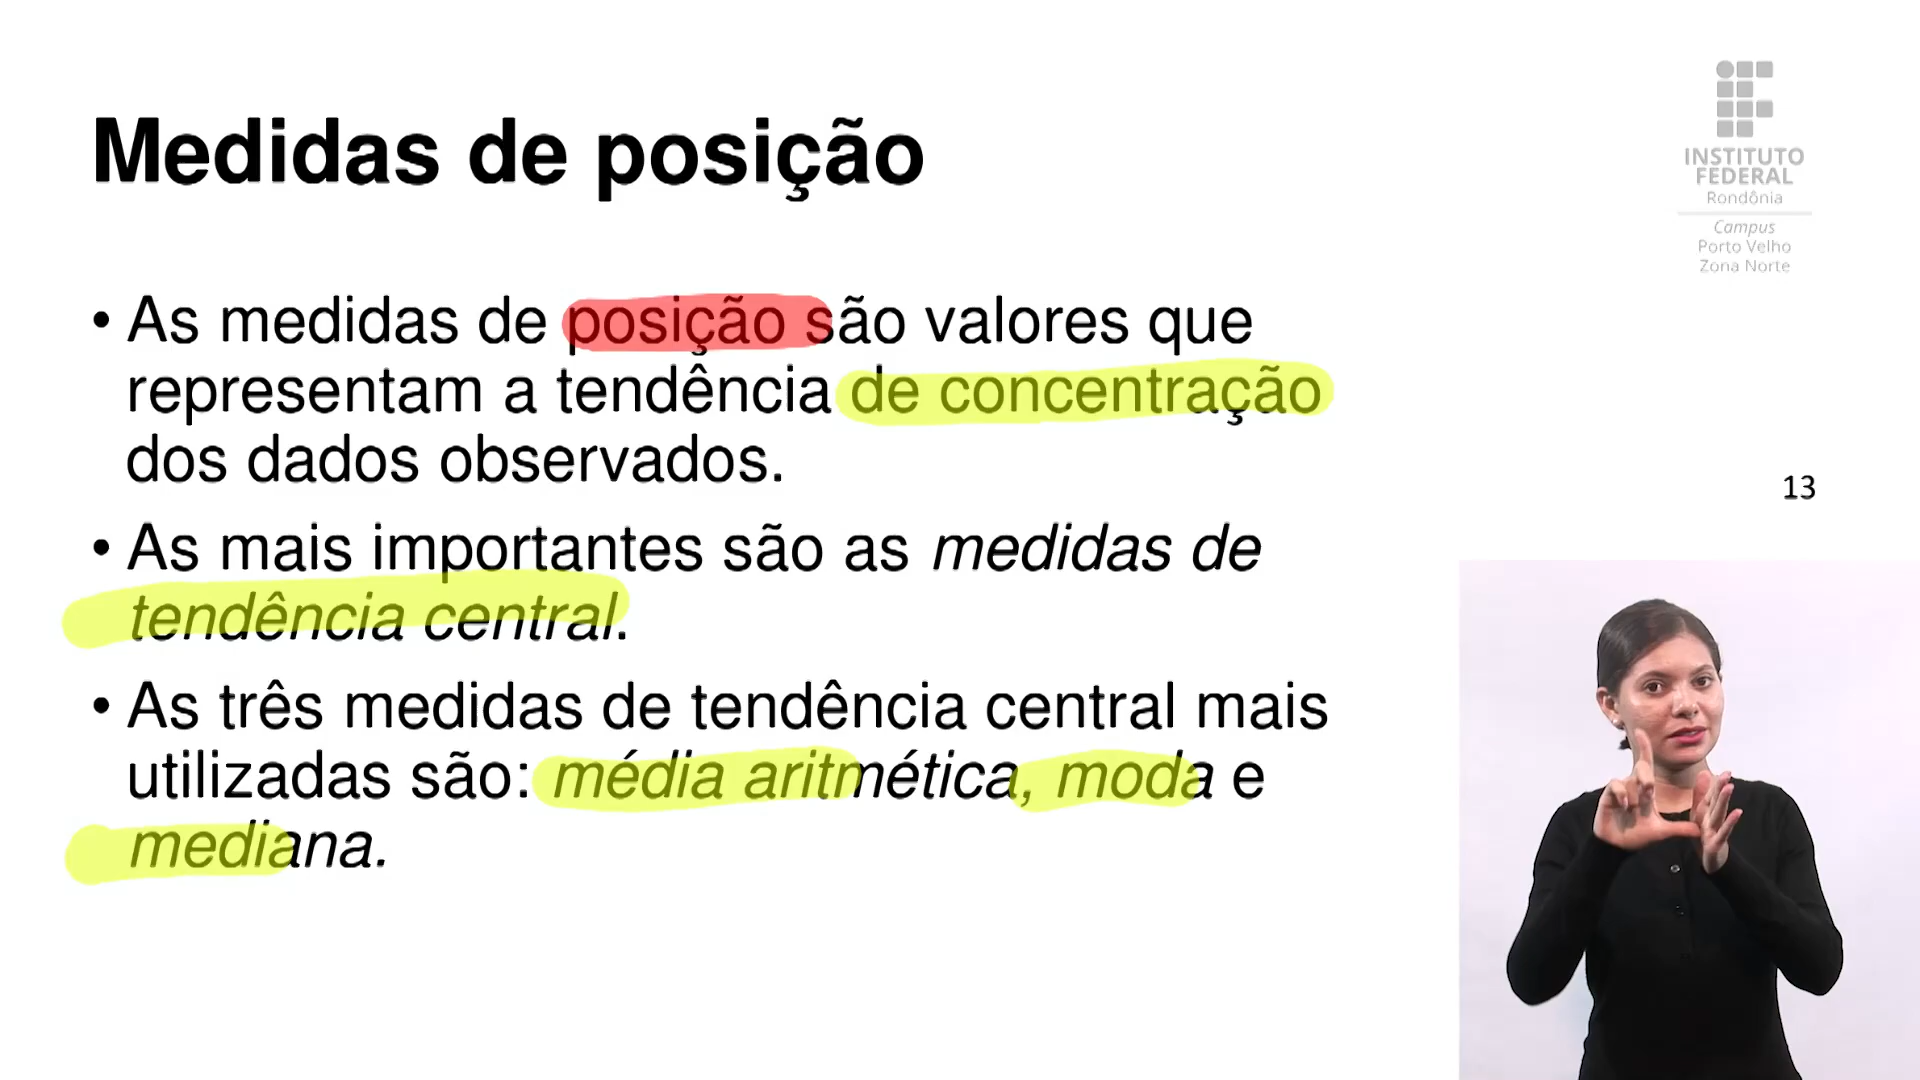 Medidas de posição
INSTITUTO
FEDERAL
Rondônia
Campus
Porto Velho
Zona Norte
• As medidas de posição são valores que
representam a tendência de concentração
dos dados observados.
13
• As mais importantes são as medidas de
tendência central.
• As três medidas de tendência central mais
utilizadas são: média aritmética, moda e
mediana.